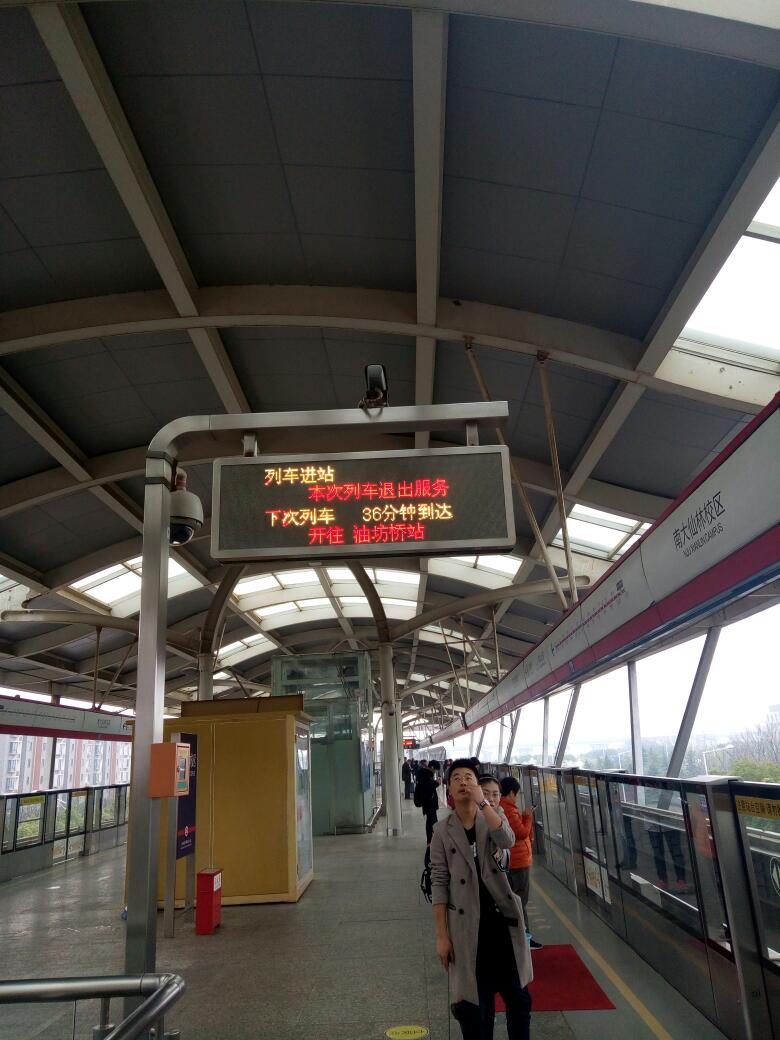 列车进站
本次列车退出服务
下次列车 36分钟到达
开往 油坊桥站
南大仙林校区
NJU XIANLIN CAMPUS